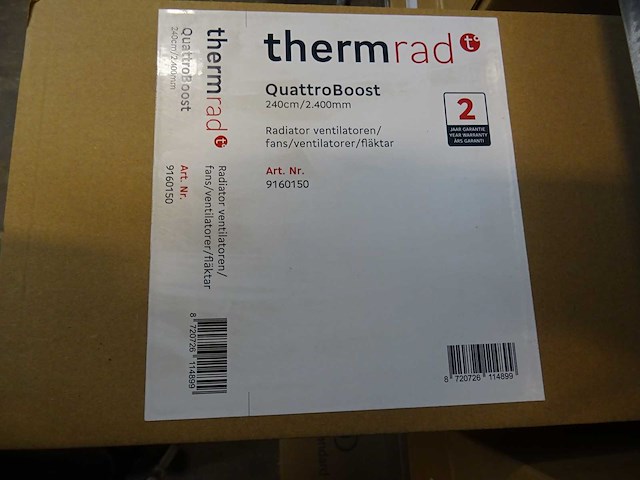 thermrad t°
QuattroBoost
240cm/2.400mm
Radiator ventilatoren/
fans/ventilatorer/fläktar
Art. Nr.
9160150
2
JAAR GARANTIE
YEAR WARRANTY
ÅRS GARANTI
8 720726 114899
thermrad t°
QuattroBoost
240cm/2.400mm
Radiator ventilatoren/
fans/ventilatorer/fläktar
Art. Nr.
9160150
8 720726 114899